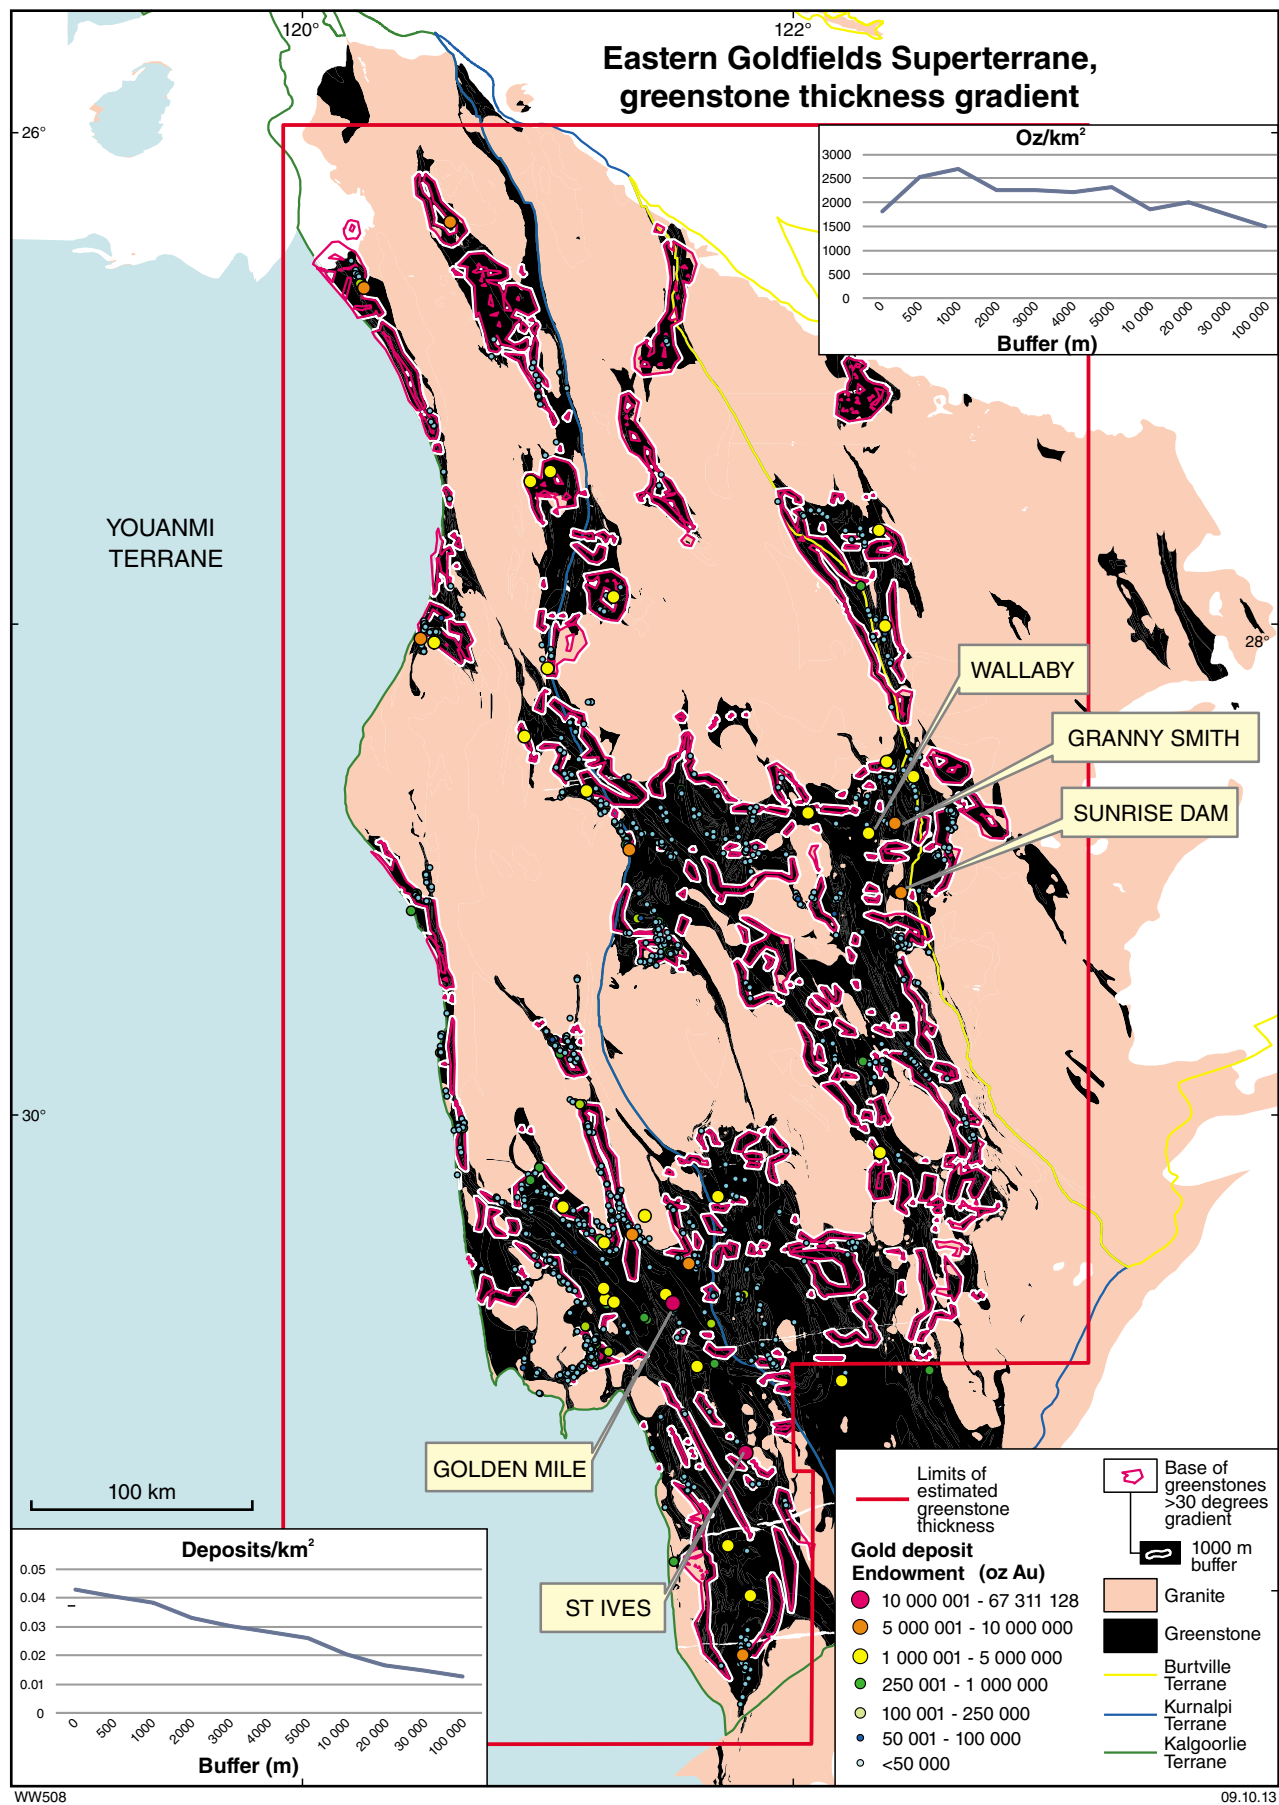 120°
122°
Eastern Goldfields Superterrane,
greenstone thickness gradient
26°
Oz/km²
3000
2500
2000
1500
1000
500
0
0
500
1000
2000
3000
4000
5000
10 000
20 000
30 000
100 000
Buffer (m)
YOUANMI
TERRANE
28°
WALLABY
GRANNY SMITH
SUNRISE DAM
30°
GOLDEN MILE
ST IVES
100 km
Deposits/km²
0.05
0.04
0.03
0.02
0.01
0
0
500
1000
2000
3000
4000
5000
10 000
20 000
30 000
100 000
Buffer (m)
Limits of
estimated
greenstone
thickness
Gold deposit
Endowment (oz Au)
10 000 001 - 67 311 128
5 000 001 - 10 000 000
1 000 001 - 5 000 000
250 001 - 1 000 000
100 001 - 250 000
50 001 - 100 000
<50 000
Base of
greenstones
>30 degrees
gradient
1000 m
buffer
Granite
Greenstone
Burtville
Terrane
Kurnalpi
Terrane
Kalgoorlie
Terrane
WW508
09.10.13